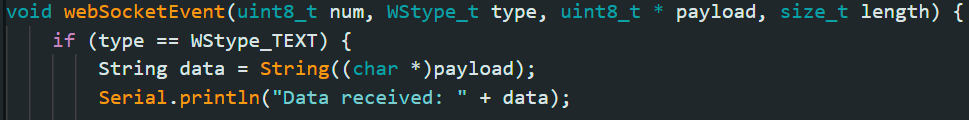 void webSocketEvent(uint8_t num, WStype_t type, uint8_t * payload, size_t length) {
if (type == WStype_TEXT) {
String data = String((char *)payload);
Serial.println("Data received: " + data);